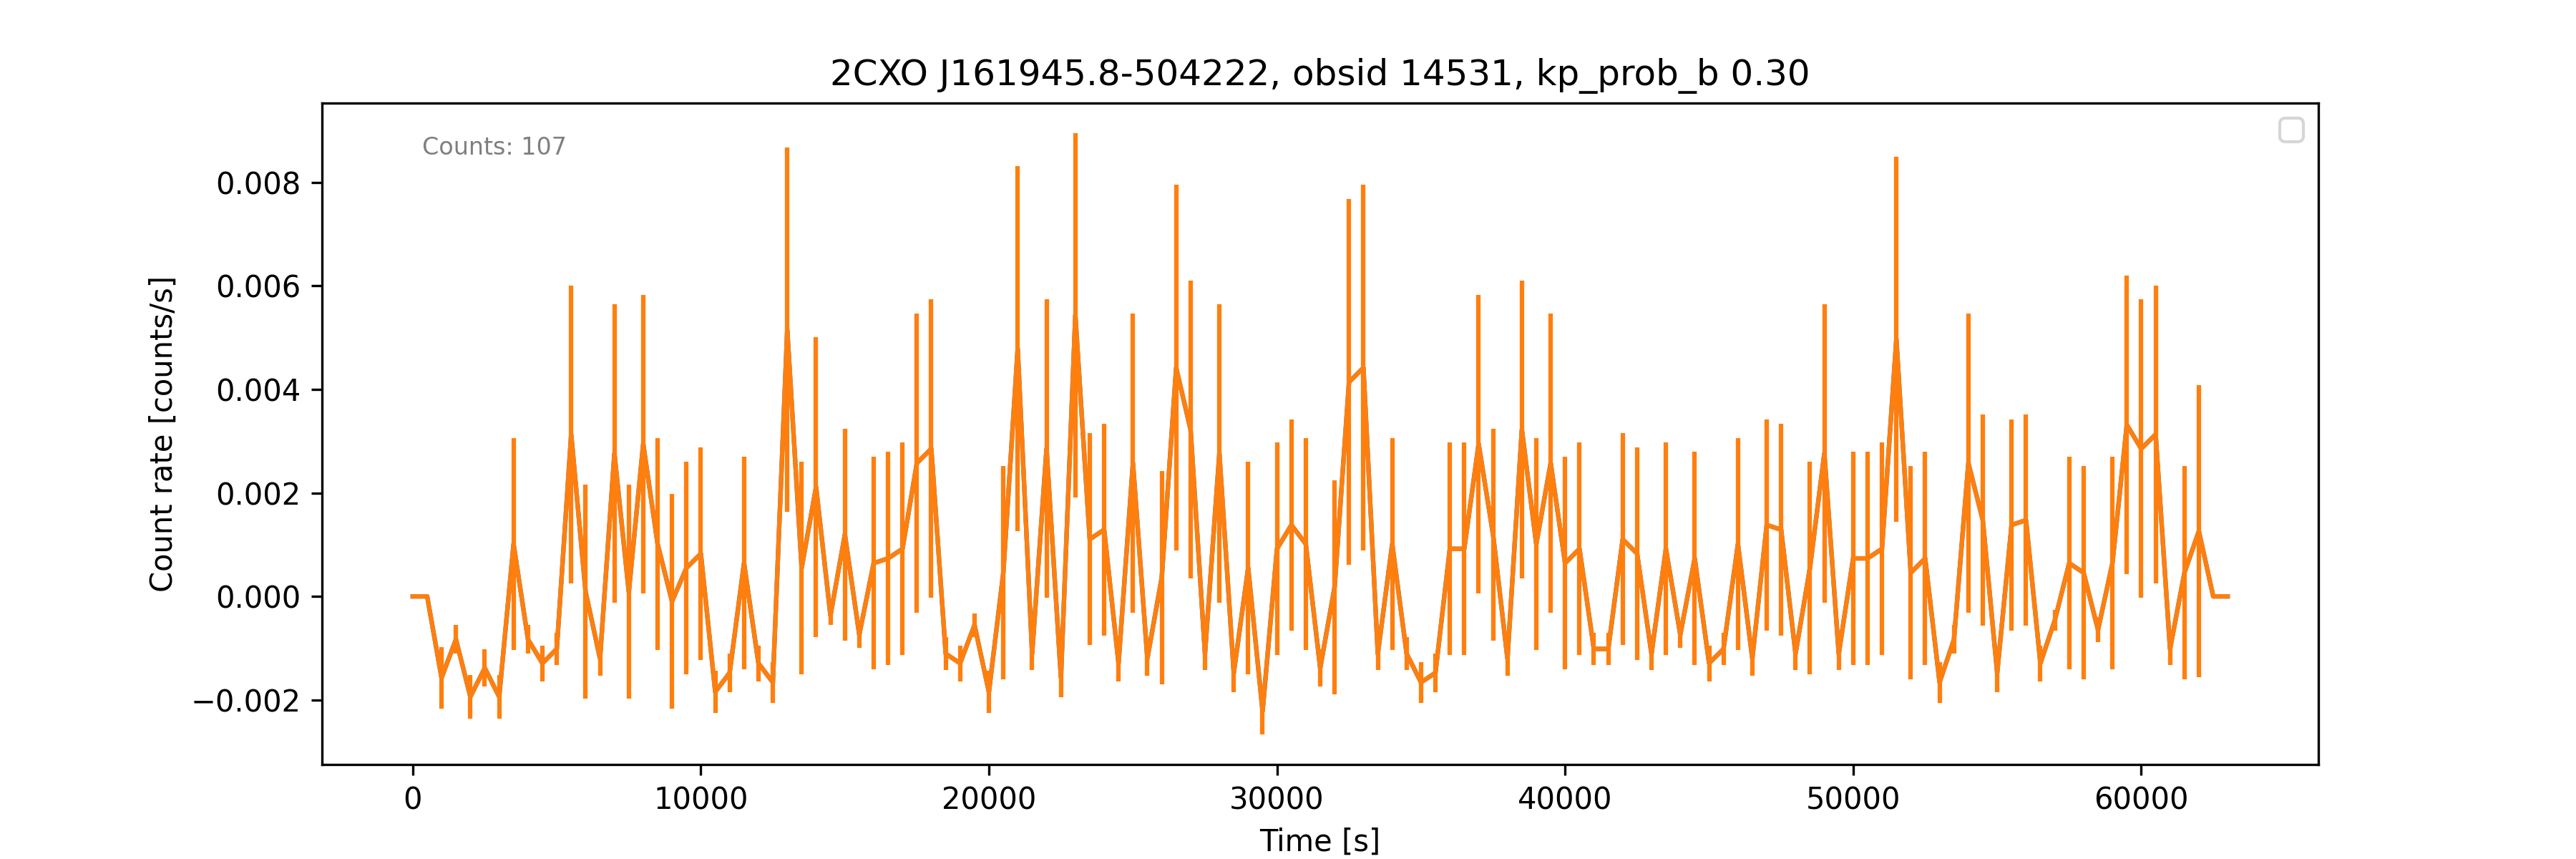 2CXO J161945.8-504222, obsid 14531, kp_prob_b 0.30
Counts: 107
Count rate [counts/s]
0.008
0.006
0.004
0.002
0.000
−0.002
0 10000 20000 30000 40000 50000 60000
Time [s]